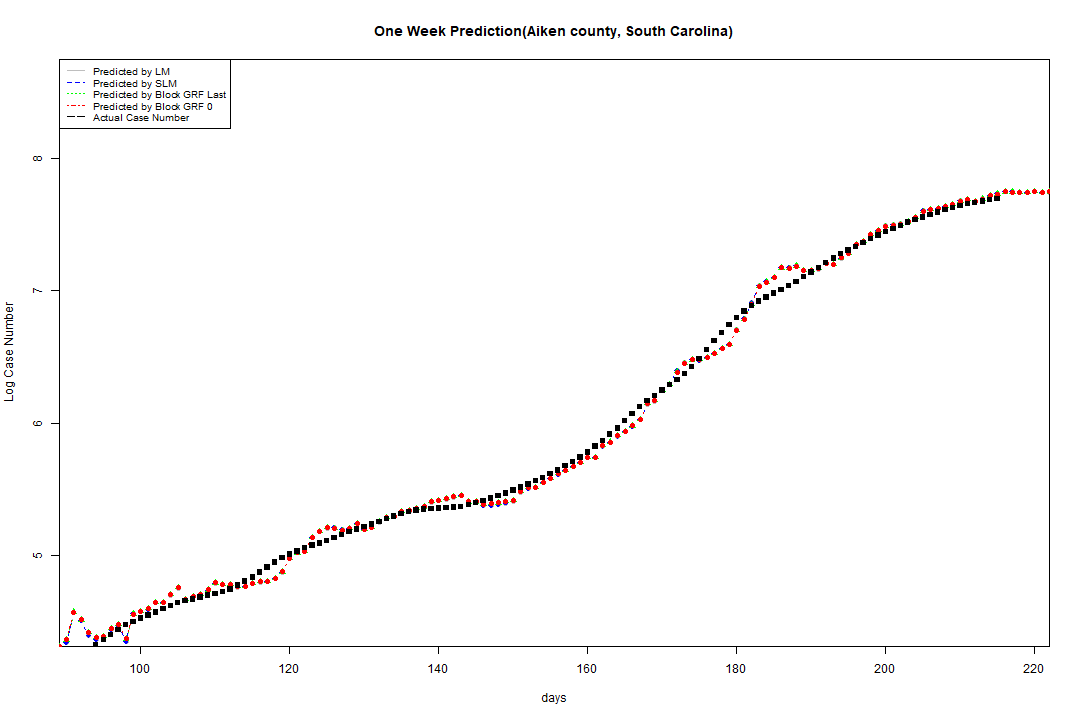 One Week Prediction(Aiken county, South Carolina)
Predicted by LM
Predicted by SLM
Predicted by Block GRF Last
Predicted by Block GRF 0
Actual Case Number
8
7
6
5
Log Case Number
100 120 140 160 180 200 220
days